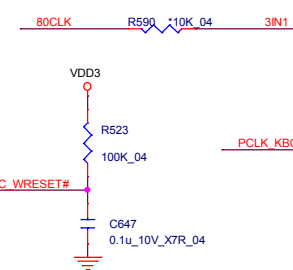 80CLK R590 *10K_04 3IN1
VDD3
R523
100K_04
PCLK_KBC
C_WRESET#
C647
0.1u_10V_X7R_04